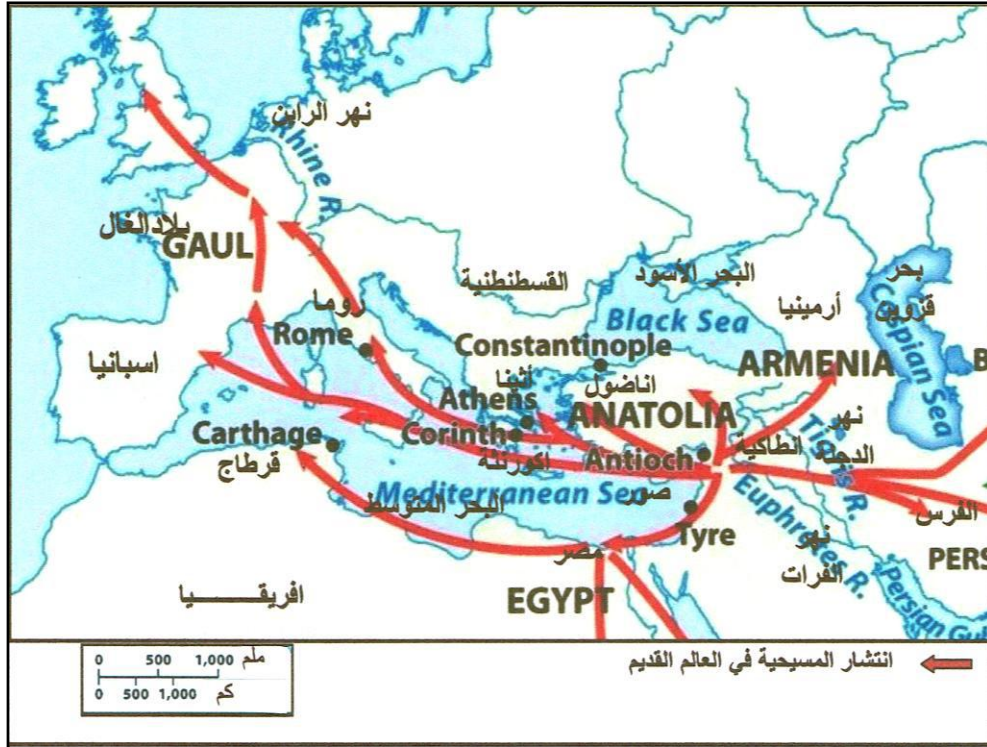 نهر الراين
Rhine R.
بلاد الغال
GAUL
القسطنطنية
البحر الأسود
بحر
قزوين
Caspian Sea
أرمينيا
روما
Rome
Black Sea
Constantinople
ARMENIA
B
اسبانيا
أثينا
Athens
اناضول
ANATOLIA
نهر
الدجلة
Tigris R.
Carthage
قرطاج
Corinth
اكورنثة
انطاكية
Antioch
Mediterranean Sea
البحر المتوسط
صور
Tyre
Euphrates R.
نهر
الفرات
الفرس
PERS
Persian Gu
مصر
EGYPT
افريقـــــــيا
0 500 1,000 ملم
0 500 1,000 كم
انتشار المسيحية في العالم القديم